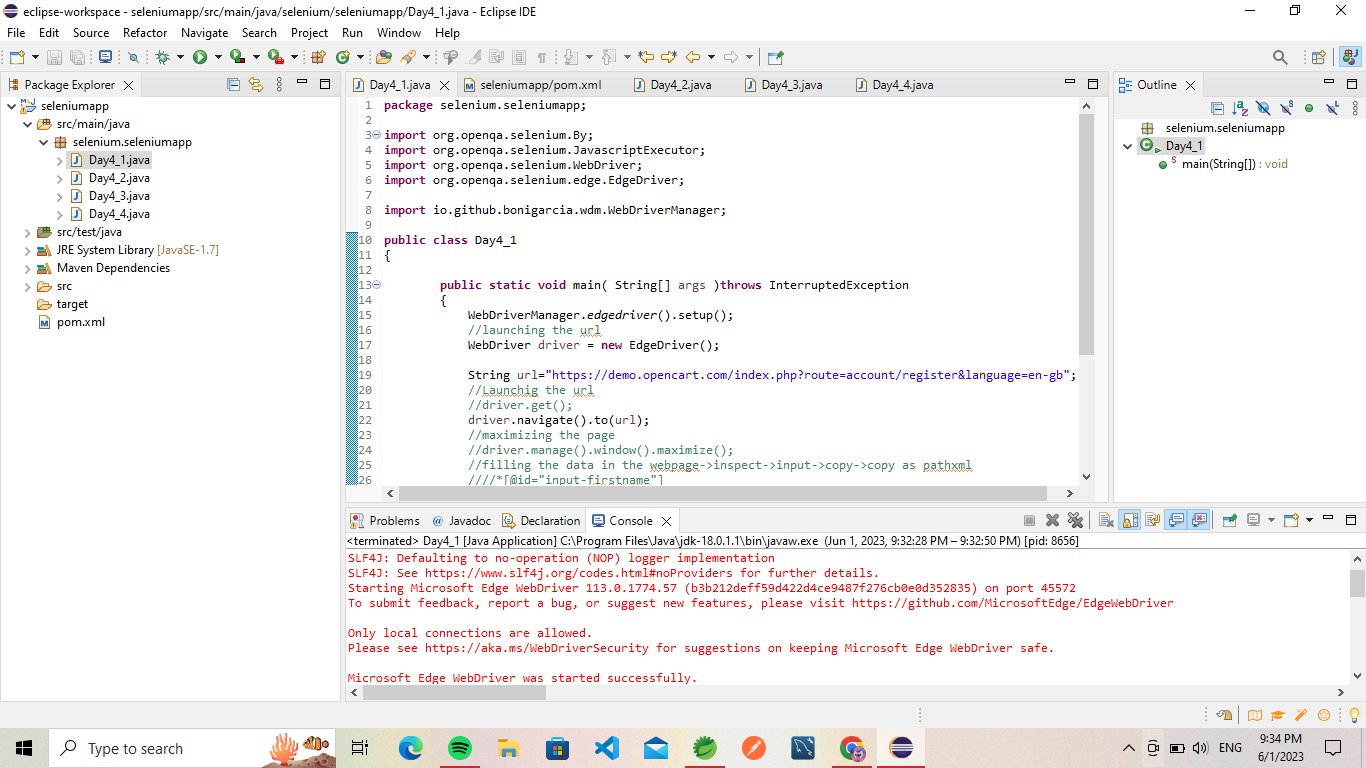 eclipse-workspace - seleniumapp/src/main/java/selenium/seleniumapp/Day4_1.java - Eclipse IDE
File Edit Source Refactor Navigate Search Project Run Window Help
Package Explorer
seleniumapp
src/main/java
selenium.seleniumapp
Day4_1.java
Day4_2.java
Day4_3.java
Day4_4.java
src/test/java
JRE System Library [JavaSE-1.7]
Maven Dependencies
src
target
pom.xml
Day4_1.java seleniumapp/pom.xml Day4_2.java Day4_3.java Day4_4.java
1 package selenium.seleniumapp;
2
3 import org.openqa.selenium.By;
4 import org.openqa.selenium.JavascriptExecutor;
5 import org.openqa.selenium.WebDriver;
6 import org.openqa.selenium.edge.EdgeDriver;
7
8 import io.github.bonigarcia.wdm.WebDriverManager;
9
10 public class Day4_1
11 {
12
13 public static void main( String[] args )throws InterruptedException
14 {
15 WebDriverManager.edgedriver().setup();
16 //launching the url
17 WebDriver driver = new EdgeDriver();
18
19 String url="https://demo.opencart.com/index.php?route=account/register&language=en-gb";
20 //Launchig the url
21 //driver.get();
22 driver.navigate().to(url);
23 //maximizing the page
24 //driver.manage().window().maximize();
25 //filling the data in the webpage->inspect->input->copy->copy as pathxml
26 ////*[@id="input-firstname"]
Outline
selenium.seleniumapp
Day4_1
main(String[]) : void
Problems Javadoc Declaration Console
<terminated> Day4_1 [Java Application] C:\Program Files\Java\jdk-18.0.1.1\bin\javaw.exe (Jun 1, 2023, 9:32:28 PM – 9:32:50 PM) [pid: 8656]
SLF4J: Defaulting to no-operation (NOP) logger implementation
SLF4J: See https://www.slf4j.org/codes.html#noProviders for further details.
Starting Microsoft Edge WebDriver 113.0.1774.57 (b3b212deff59d422d4ce9487f276cb0e0d352835) on port 45572
To submit feedback, report a bug, or suggest new features, please visit https://github.com/MicrosoftEdge/EdgeWebDriver
Only local connections are allowed.
Please see https://aka.ms/WebDriverSecurity for suggestions on keeping Microsoft Edge WebDriver safe.
Microsoft Edge WebDriver was started successfully.
Type here to search
ENG
9:34 PM
6/1/2023